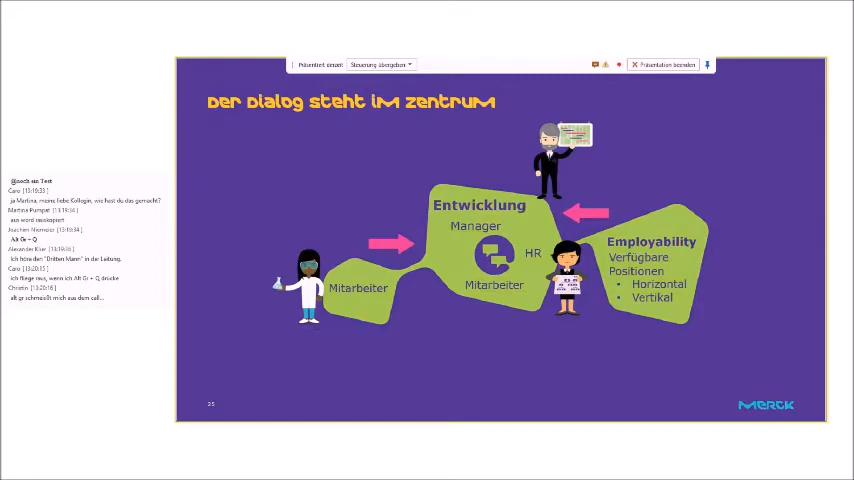 Präsentiert derzeit
Steuerung übergeben
Präsentation beenden
Der Dialog steht im Zentrum
@noch ein Test
Caro [13:19:33]
ja Martina, meine liebe Kollegin, wie hast du das gemacht?
Martina Pumpat [13:19:34]
aus word rauskopiert
Joachim Niemeier [13:19:34]
Alt Gr + Q
Alexander Klier [13:19:36]
Ich höre den "Dritten Mann" in der Leitung.
Caro [13:20:15]
ich fliege raus, wenn ich Alt Gr + Q drücke
Christin [13:20:16]
alt gr schmeißt mich aus dem call...
Mitarbeiter
Entwicklung
Manager
HR
Mitarbeiter
Employability
Verfügbare
Positionen
• Horizontal
• Vertikal
25
MERCK